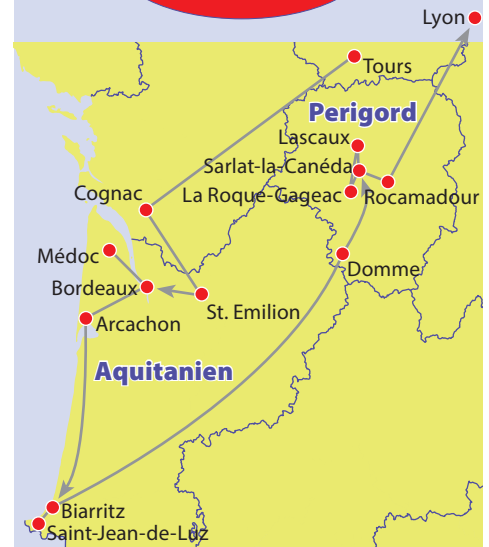 Lyon
Tours
Perigord
Lascaux
Sarlat-la-Canéda
La Roque-Gageac
Rocamadour
Cognac
Médoc
Domme
Bordeaux
St. Emilion
Arcachon
Aquitanien
Biarritz
Saint-Jean-de-Luz